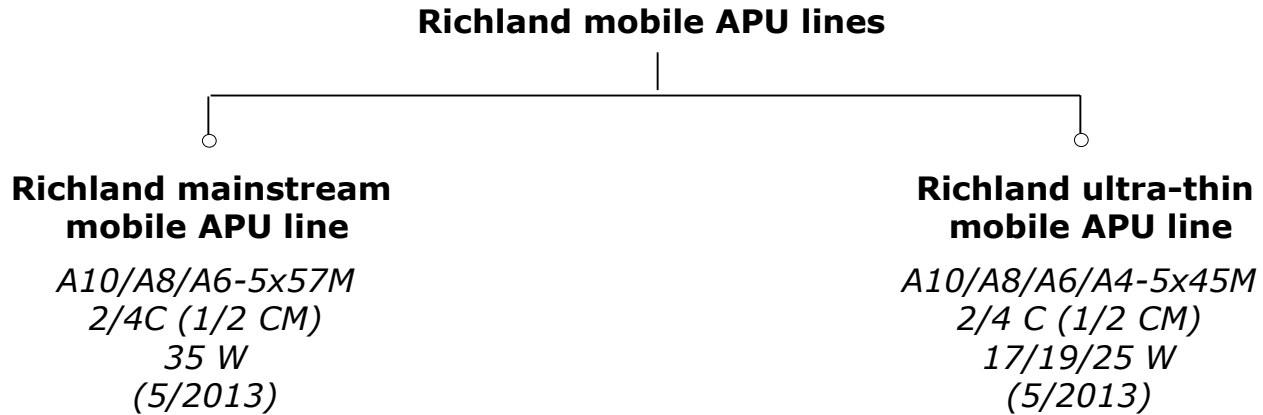 Richland mobile APU lines
Richland mainstream
mobile APU line
A10/A8/A6-5x57M
2/4C (1/2 CM)
35 W
(5/2013)
Richland ultra-thin
mobile APU line
A10/A8/A6/A4-5x45M
2/4 C (1/2 CM)
17/19/25 W
(5/2013)